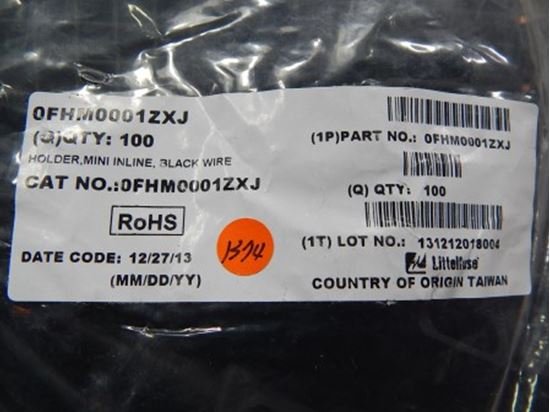 0FHM0001ZXJ
(Q)QTY: 100
HOLDER,MINI INLINE, BLACK WIRE
CAT NO.:0FHM0001ZXJ
RoHS
DATE CODE: 12/27/13
(MM/DD/YY)
B74
(1P)PART NO.: 0FHM0001ZXJ
(Q) QTY: 100
(1T) LOT NO.: 131212018004
Littelfuse
COUNTRY OF ORIGIN TAIWAN